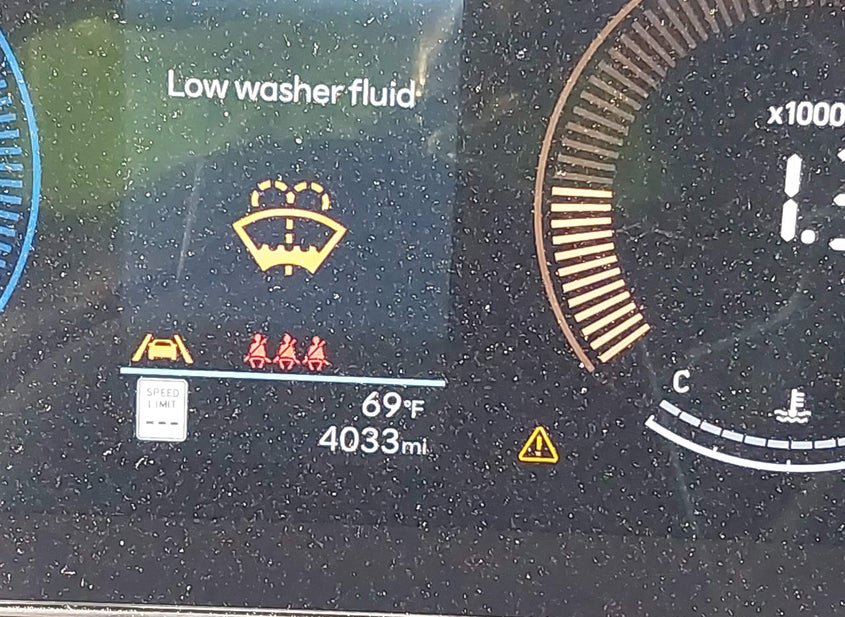 Low washer fluid
x1000
C
SPEED
LIMIT
---
69°F
4033mi